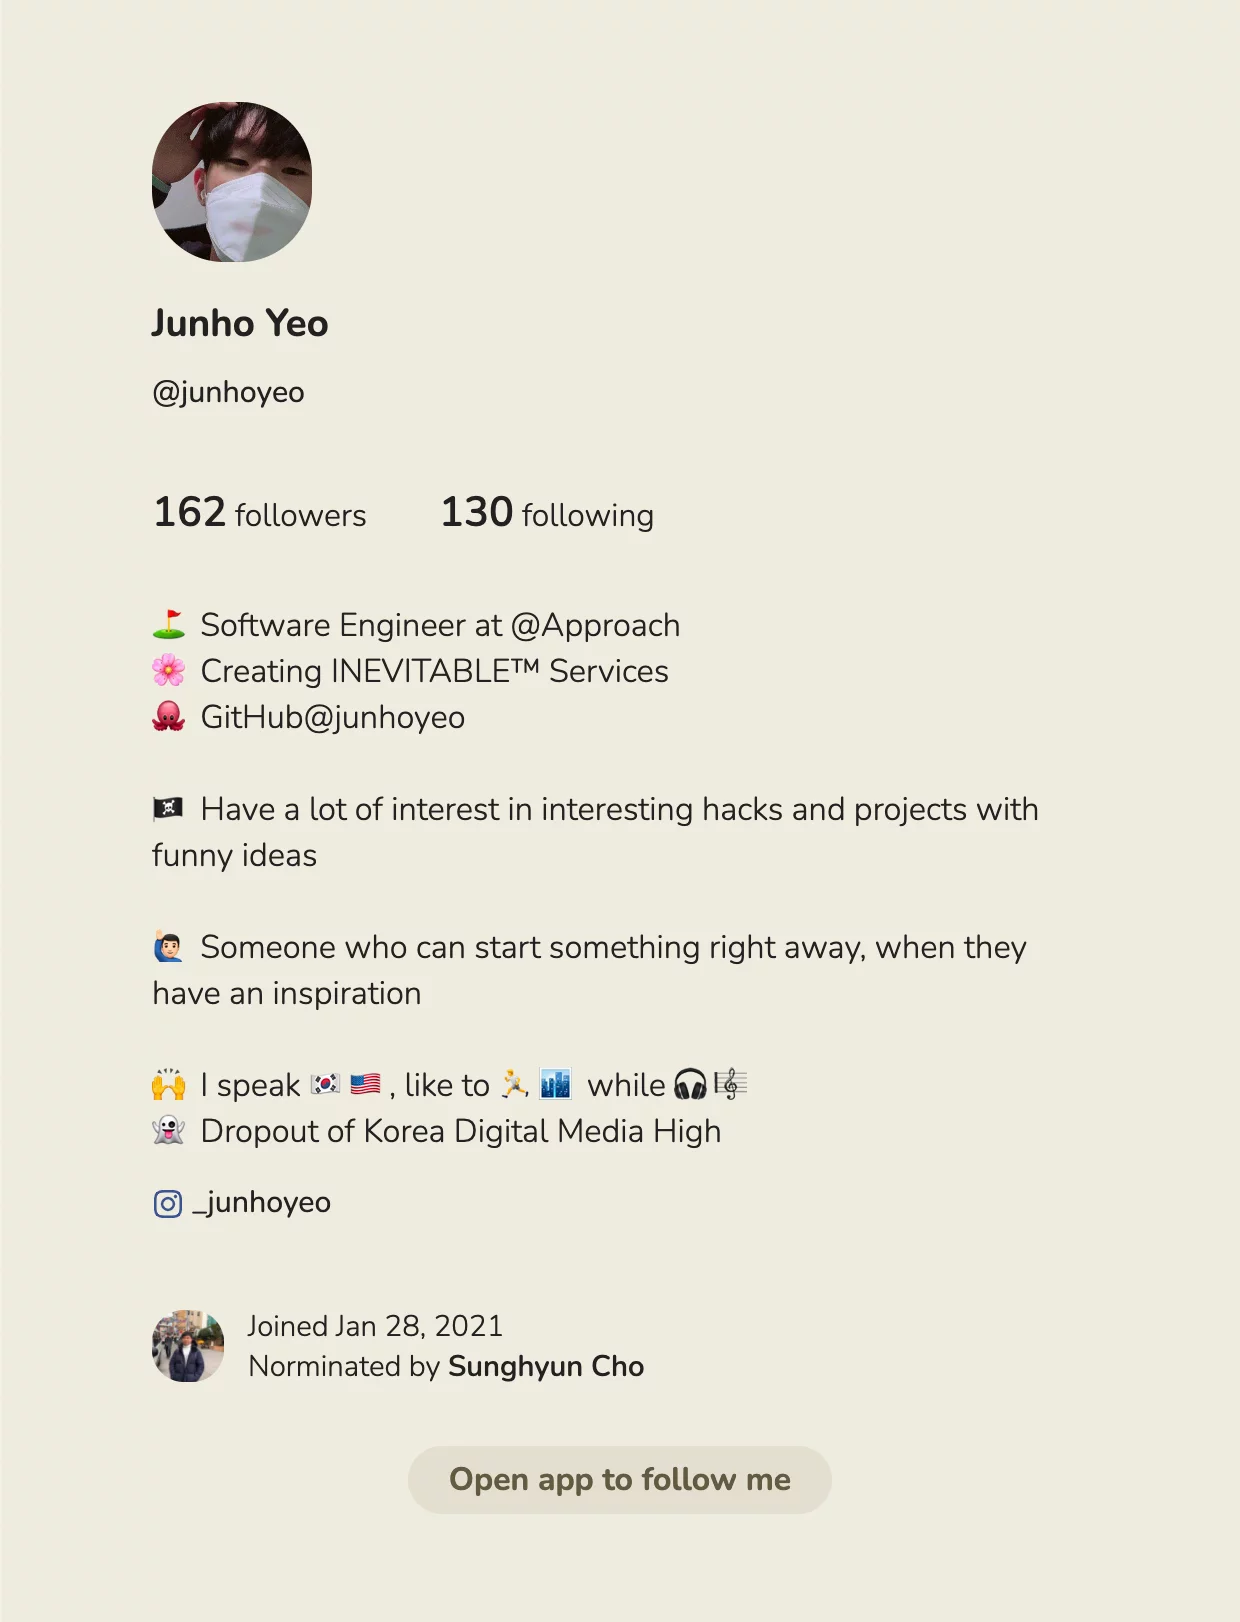 Junho Yeo
@junhoyeo
162 followers 130 following
⛳ Software Engineer at @Approach
🌸 Creating INEVITABLE™ Services
🐙 GitHub@junhoyeo
🏴‍☠️ Have a lot of interest in interesting hacks and projects with
funny ideas
🙋🏻‍♂️ Someone who can start something right away, when they
have an inspiration
🙌 I speak 🇰🇷 🇺🇸 , like to 🏃 🏙️ while 🎧 🎼
👻 Dropout of Korea Digital Media High
_junhoyeo
Joined Jan 28, 2021
Norminated by Sunghyun Cho
Open app to follow me